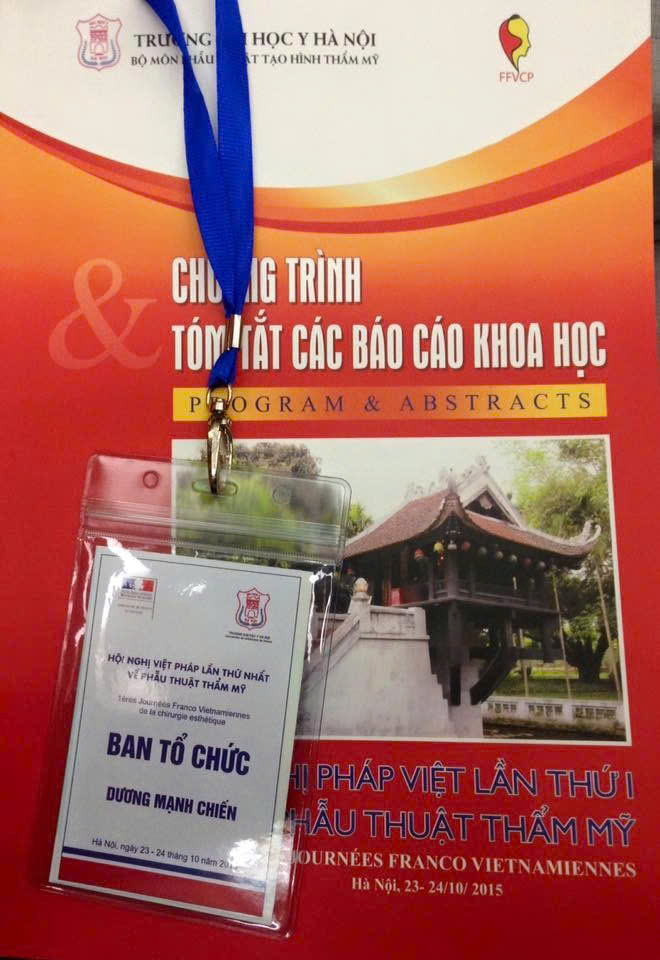 TRƯỜNG ĐẠI HỌC Y HÀ NỘI
BỘ MÔN PHẪU THUẬT TẠO HÌNH THẨM MỸ
FFVCP
&
CHƯƠNG TRÌNH
TÓM TẮT CÁC BÁO CÁO KHOA HỌC
PROGRAM & ABSTRACTS
HỘI NGHỊ VIỆT PHÁP LẦN THỨ NHẤT
VỀ PHẪU THUẬT THẨM MỸ
1ères Journées Franco Vietnamiennes
de la chirurgie esthétique
BAN TỔ CHỨC
DƯƠNG MẠNH CHIẾN
Hà Nội, ngày 23 - 24 tháng 10 năm
PHÁP VIỆT LẦN THỨ I
THUẬT THẨM MỸ
JOURNÉES FRANCO VIETNAMIENNES
Hà Nội, 23- 24/10/ 2015